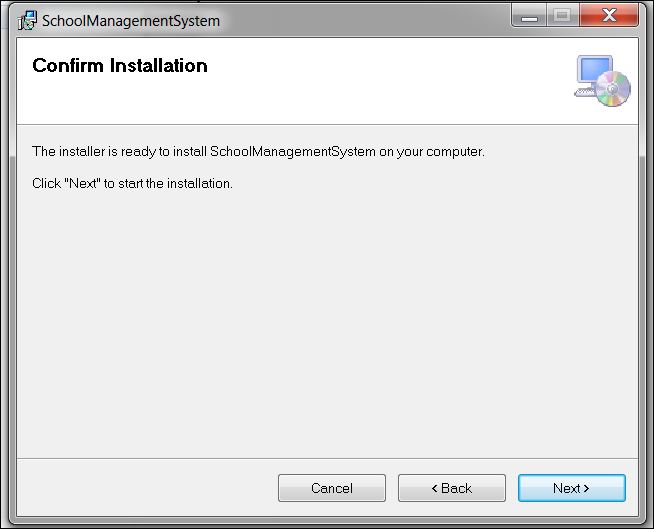 SchoolManagementSystem
Confirm Installation
The installer is ready to install SchoolManagementSystem on your computer.
Click "Next" to start the installation.
Cancel
< Back
Next >